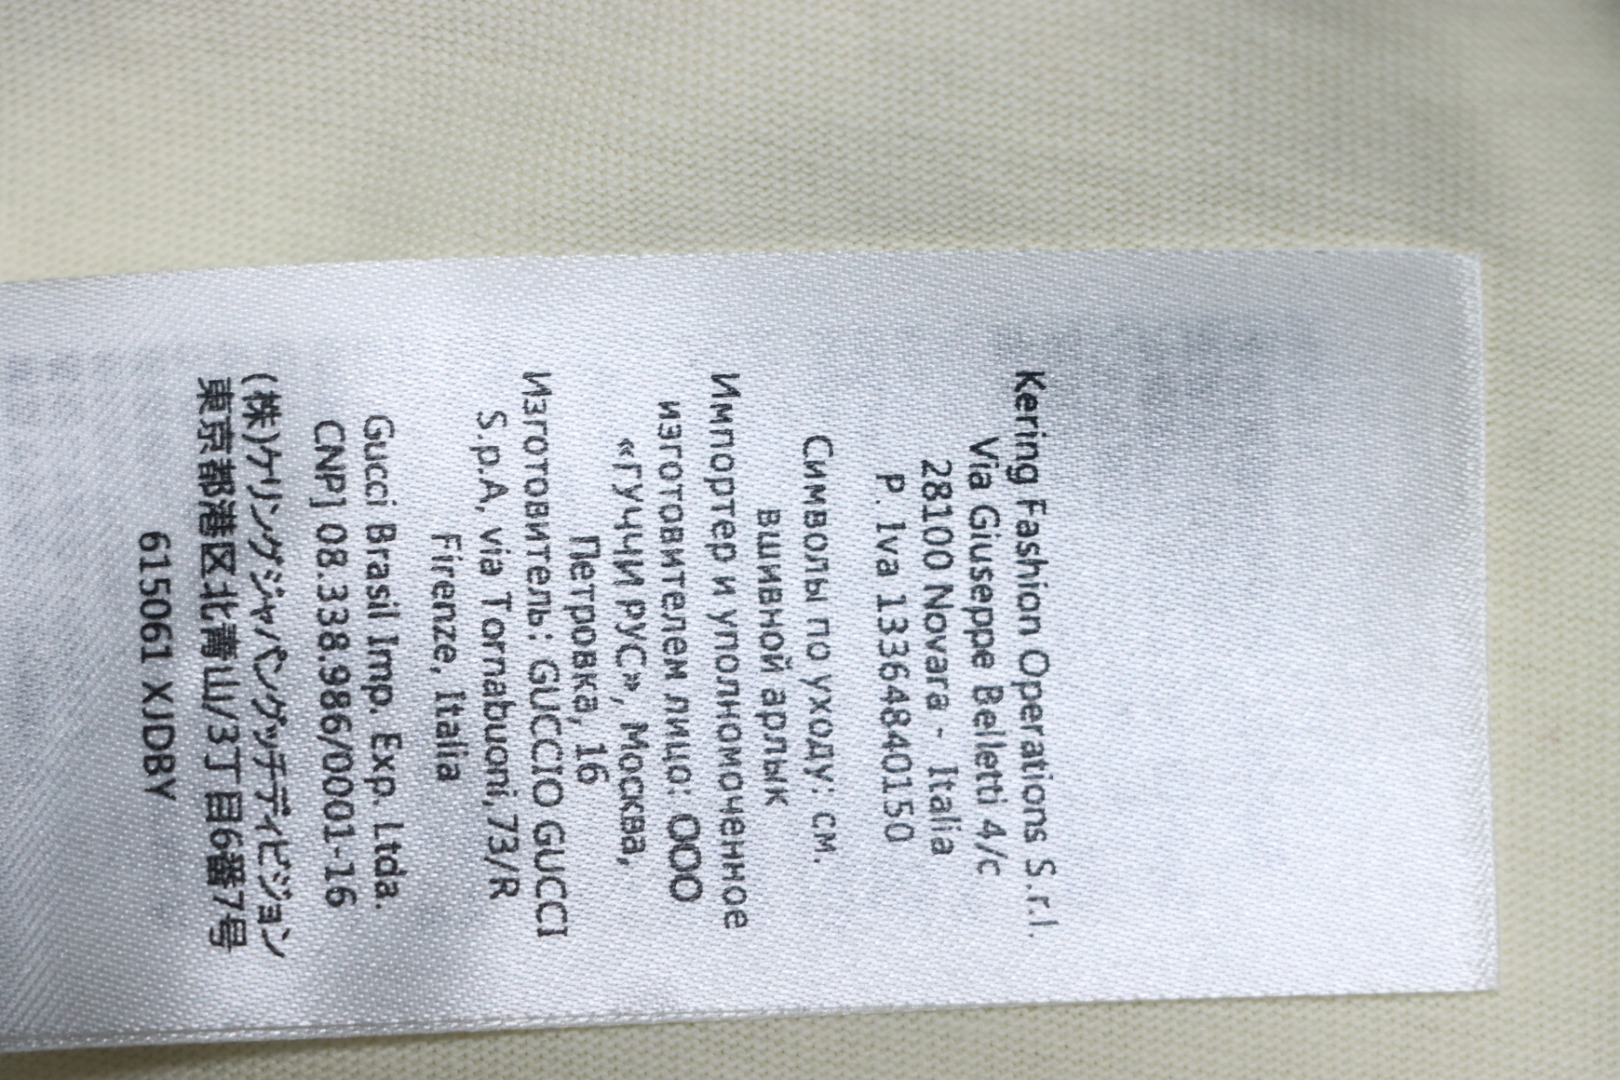 Kering Fashion Operations S.r.l.
Via Giuseppe Belletti 4/c
28100 Novara - Italia
P. Iva 13364840150
Символы по уходу: см.
вшивной арлык
Импортер и уполномоченное
изготовителем лицо: ООО
«ГУЧЧИ РУС», Москва,
Петровка, 16
Изготовитель: GUCCIO GUCCI
S.p.A, via Tornabuoni,73/R
Firenze, Italia
Gucci Brasil Imp. Exp. Ltda.
CNPJ 08.338.986/0001-16
(株)ケリングジャパングッチディビジョン
東京都港区北青山/3丁目6番7号
615061 XJDBY